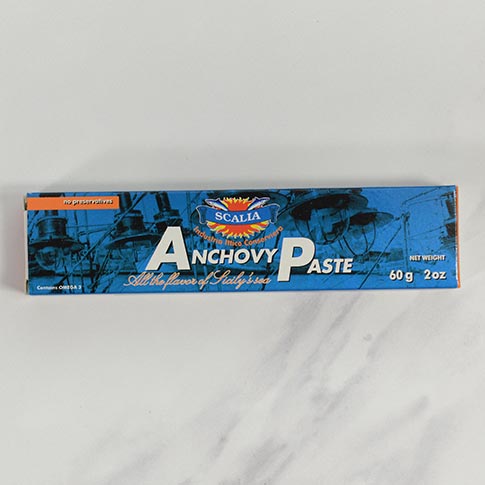 no preservatives
SCALIA
Industria Ittico Conserviera
ANCHOVY PASTE
All the flavor of Sicily's sea
NET WEIGHT
60 g 2 oz
Contains OMEGA 3